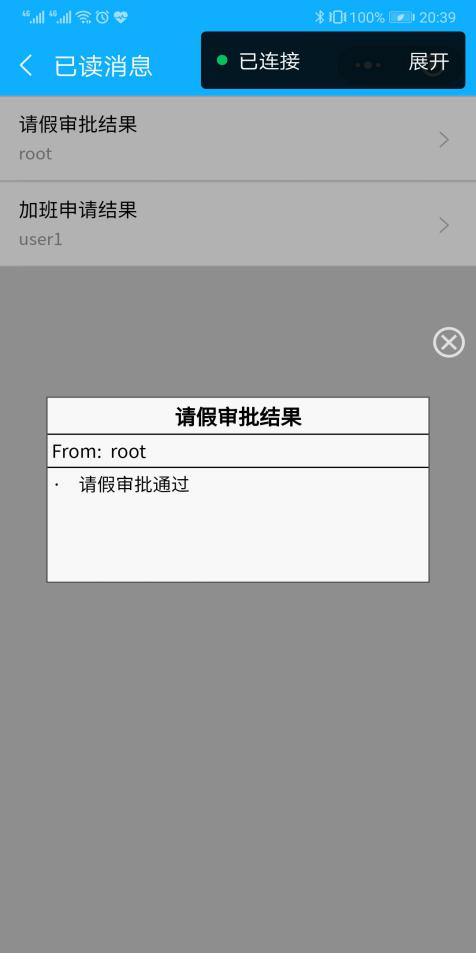 4G 4G 100% 20:39
已读消息
已连接 展开
请假审批结果
root
加班申请结果
user1
请假审批结果
From: root
· 请假审批通过